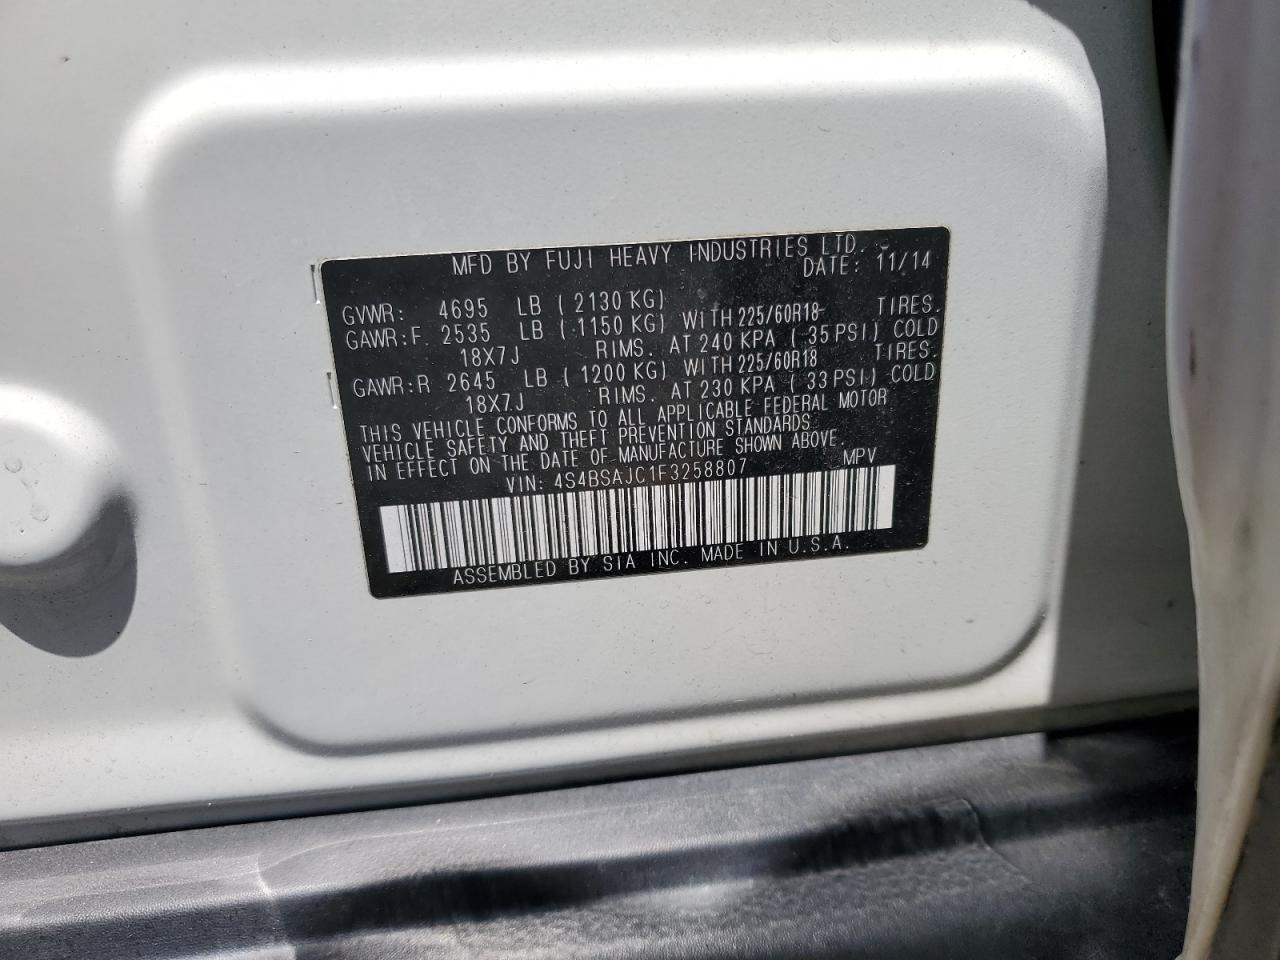 MFD BY FUJI HEAVY INDUSTRIES LTD.
DATE: 11/14
GVWR: 4695 LB ( 2130 KG)
GAWR:F. 2535 LB ( 1150 KG) WITH 225/60R18 TIRES.
18X7J RIMS. AT 240 KPA ( 35 PSI) COLD
GAWR:R 2645 LB ( 1200 KG) WITH 225/60R18 TIRES.
18X7J RIMS. AT 230 KPA ( 33 PSI) COLD
THIS VEHICLE CONFORMS TO ALL APPLICABLE FEDERAL MOTOR
VEHICLE SAFETY AND THEFT PREVENTION STANDARDS
IN EFFECT ON THE DATE OF MANUFACTURE SHOWN ABOVE.
VIN: 4S4BSAJC1F3258807 MPV
ASSEMBLED BY SIA INC. MADE IN U.S.A.